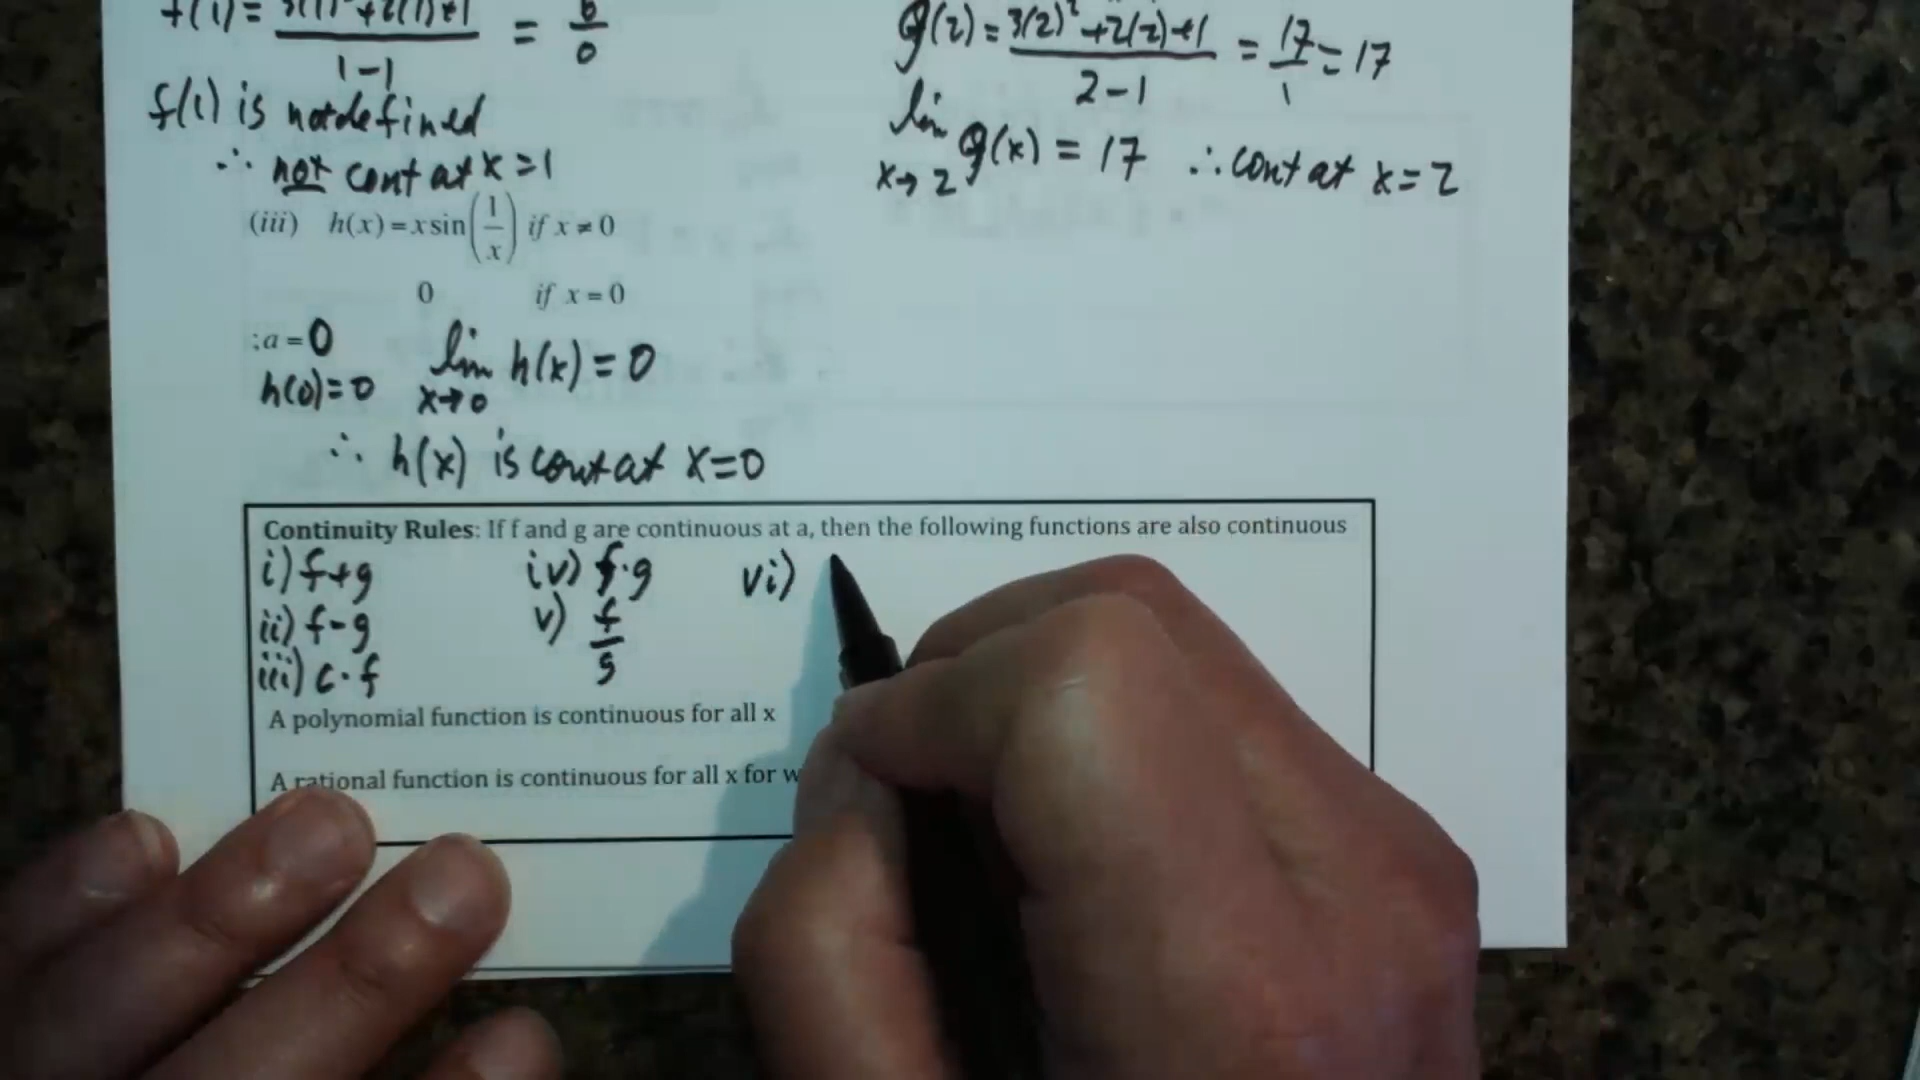 f(1) = 3(1)² + 2(1) + 1 / 1 - 1 = 6 / 0
f(1) is not defined
∴ not cont at x = 1
g(2) = 3(2)² + 2(2) + 1 / 2 - 1 = 17 / 1 = 17
lim x→2 g(x) = 17 ∴ cont at x = 2
(iii) h(x) = x sin(1/x) if x ≠ 0
0 if x = 0
; a = 0
h(0) = 0 lim x→0 h(x) = 0
∴ h(x) is cont at x = 0
Continuity Rules: If f and g are continuous at a, then the following functions are also continuous
i) f + g iv) f · g vi)
ii) f - g v) f / g
iii) c · f
A polynomial function is continuous for all x
A rational function is continuous for all x for